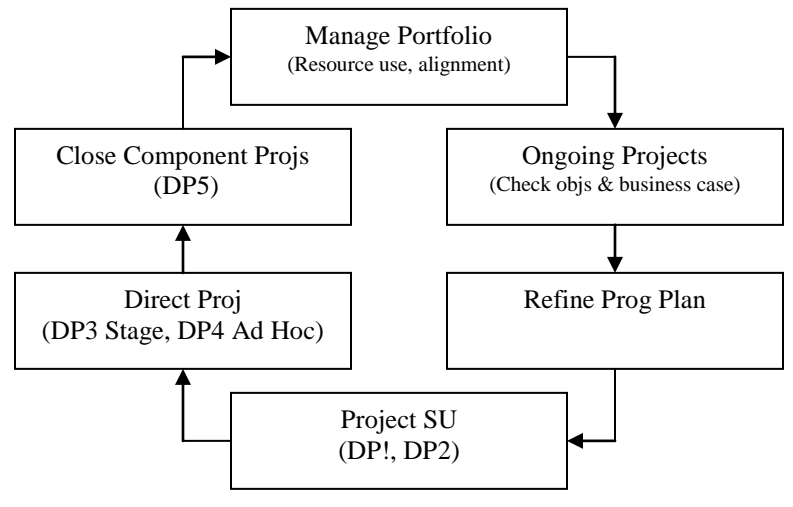 Manage Portfolio
(Resource use, alignment)
Close Component Projs
(DP5)
Ongoing Projects
(Check objs & business case)
Direct Proj
(DP3 Stage, DP4 Ad Hoc)
Refine Prog Plan
Project SU
(DP!, DP2)